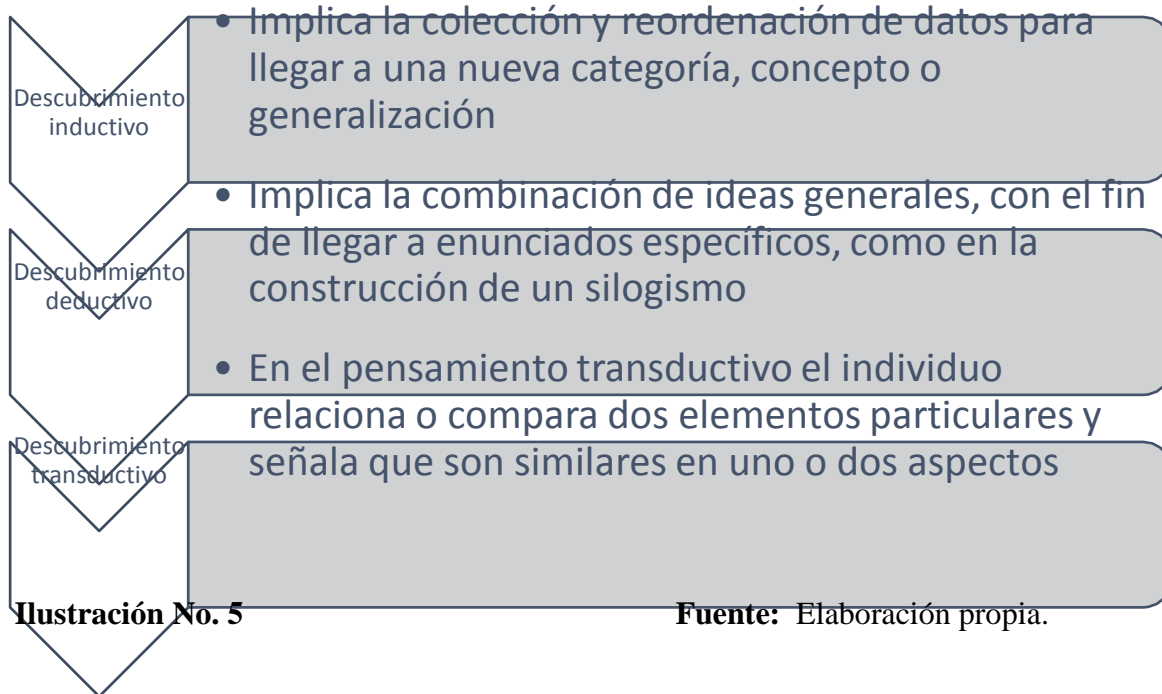 Descubrimiento
inductivo
• Implica la colección y reordenación de datos para
llegar a una nueva categoría, concepto o
generalización
Descubrimiento
deductivo
• Implica la combinación de ideas generales, con el fin
de llegar a enunciados específicos, como en la
construcción de un silogismo
Descubrimiento
transductivo
• En el pensamiento transductivo el individuo
relaciona o compara dos elementos particulares y
señala que son similares en uno o dos aspectos
Ilustración No. 5 Fuente: Elaboración propia.